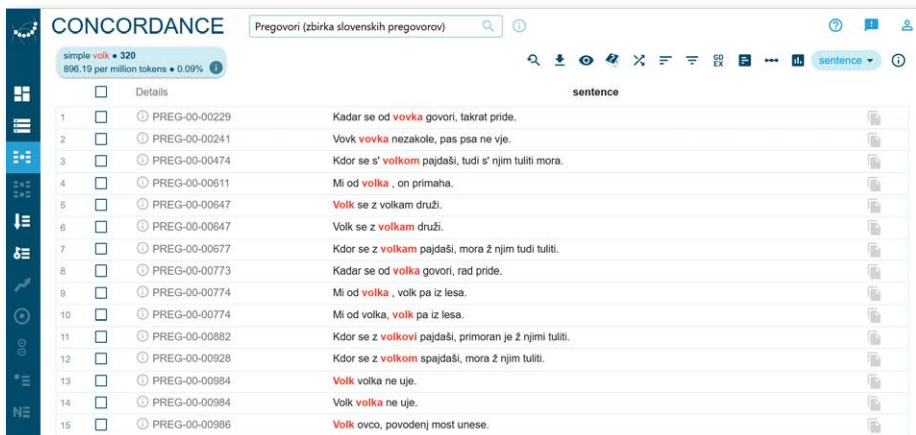 CONCORDANCE Pregovori (zbirka slovenskih pregovorov)
simple volk • 320
896.19 per million tokens • 0.09%
GD EX sentence
Details sentence
1 PREG-00-00229 Kadar se od vovka govori, takrat pride.
2 PREG-00-00241 Vovk vovka nezakole, pas psa ne vje.
3 PREG-00-00474 Kdor se s' volkom pajdaši, tudi s' njim tuliti mora.
4 PREG-00-00611 Mi od volka , on primaha.
5 PREG-00-00647 Volk se z volkam druži.
6 PREG-00-00647 Volk se z volkam druži.
7 PREG-00-00677 Kdor se z volkam pajdaši, mora ž njim tudi tuliti.
8 PREG-00-00773 Kadar se od volka govori, rad pride.
9 PREG-00-00774 Mi od volka , volk pa iz lesa.
10 PREG-00-00774 Mi od volka, volk pa iz lesa.
11 PREG-00-00882 Kdor se z volkovi pajdaši, primoran je ž njimi tuliti.
12 PREG-00-00928 Kdor se z volkom spajdaši, mora ž njim tuliti.
13 PREG-00-00984 Volk volka ne uje.
14 PREG-00-00984 Volk volka ne uje.
15 PREG-00-00986 Volk ovco, povodenj most unese.